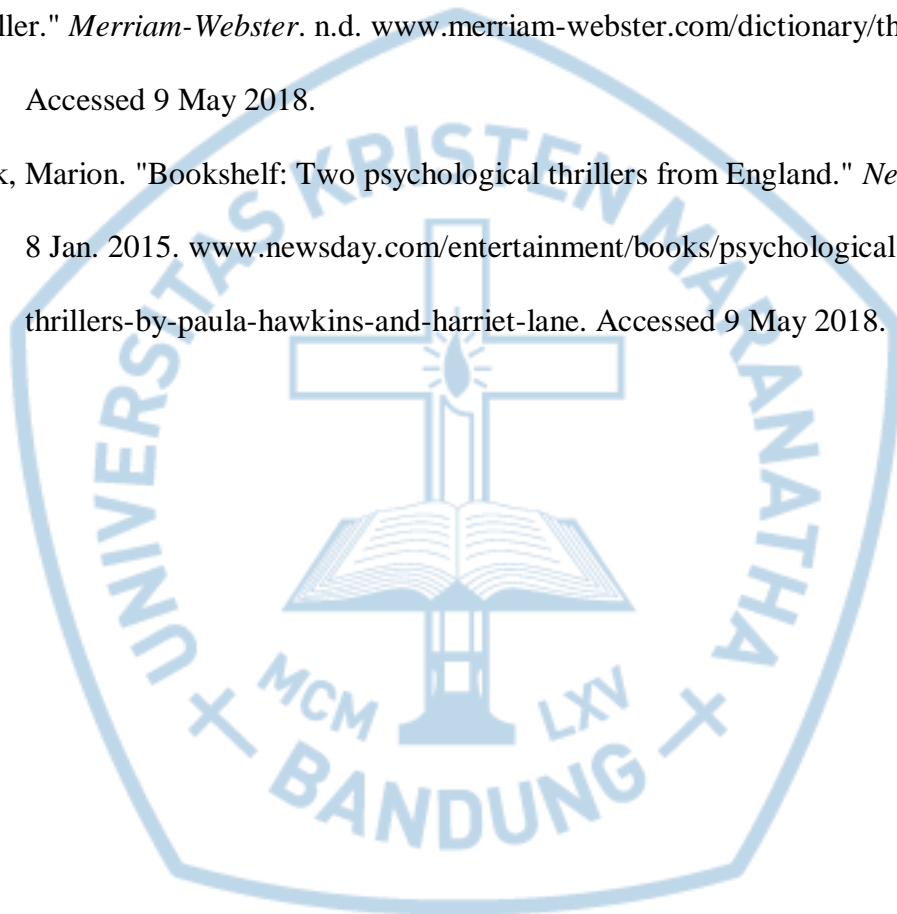 ller." Merriam-Webster. n.d. www.merriam-webster.com/dictionary/th
Accessed 9 May 2018.
k, Marion. "Bookshelf: Two psychological thrillers from England." Ne
8 Jan. 2015. www.newsday.com/entertainment/books/psychological
thrillers-by-paula-hawkins-and-harriet-lane. Accessed 9 May 2018.
UNIVERSITAS KRISTEN MARANATHA
MCM LXV
BANDUNG